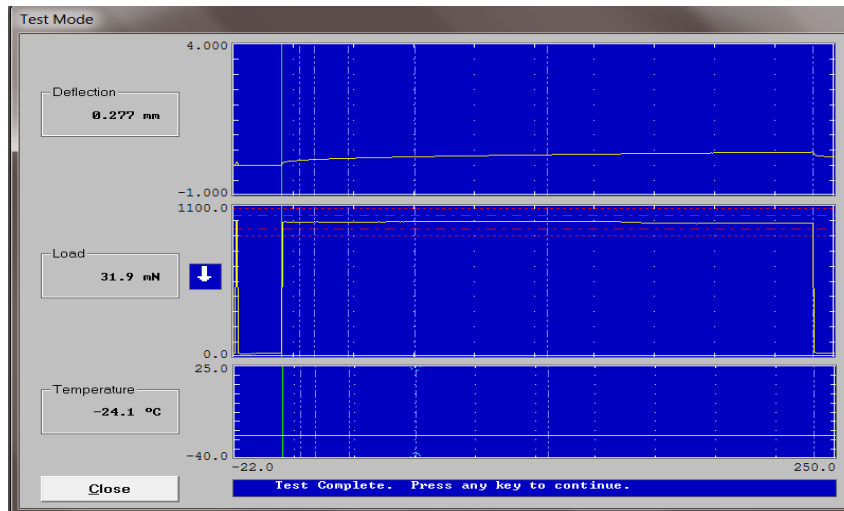 Test Mode
4.000
Deflection
0.277 mm
-1.000
1100.0
Load
31.9 mN
0.0
25.0
Temperature
-24.1 ºC
-40.0
-22.0 250.0
Close
Test Complete. Press any key to continue.